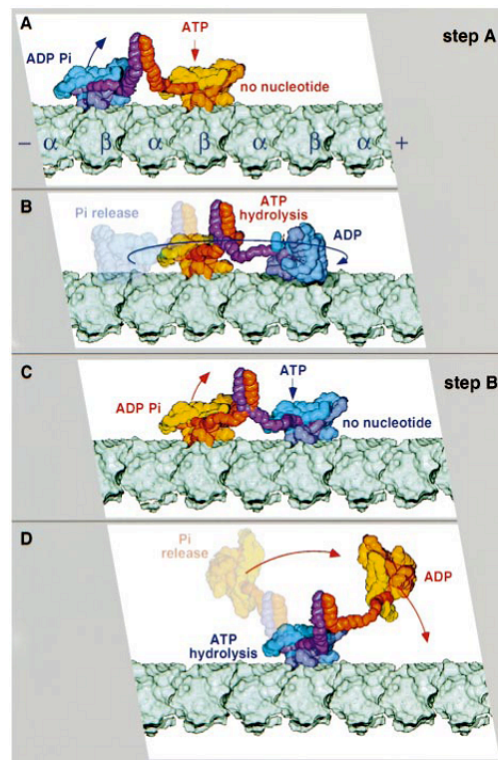 A
ATP
step A
ADP Pi
no nucleotide
− α β α β α β α +
B
Pi release
ATP
hydrolysis
ADP
C
ATP
step B
ADP Pi
no nucleotide
D
Pi
release
ADP
ATP
hydrolysis